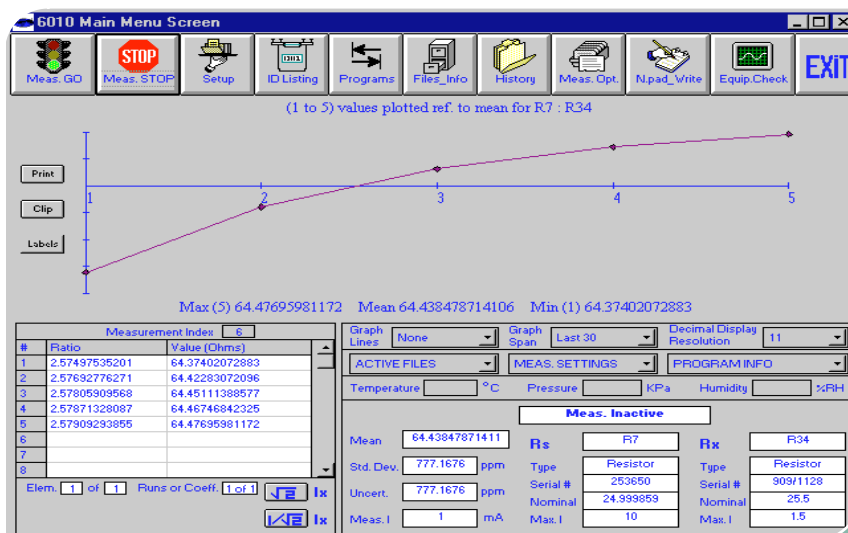 6010 Main Menu Screen
Meas. GO
STOP
Meas. STOP
Setup
ID Listing
Programs
Files_Info
History
Meas. Opt.
N.pad_Write
Equip.Check
EXiT
(1 to 5) values plotted ref. to mean for R7 : R34
Print
Clip
Labels
1 2 3 4 5
Max (5) 64.47695981172 Mean 64.438478714106 Min (1) 64.37402072883
Measurement Index 6
# Ratio Value (Ohms)
1 2.57497535201 64.37402072883
2 2.57692776271 64.42283072096
3 2.57805909568 64.45111388577
4 2.57871328087 64.46746842325
5 2.57909293855 64.47695981172
6
7
8
Elem. 1 of 1 Runs or Coeff. 1 of 1 √2 Ix
1/√2 Ix
Graph Lines None Graph Span Last 30 Decimal Display Resolution 11
ACTIVE FILES MEAS. SETTINGS PROGRAM INFO
Temperature °C Pressure KPa Humidity %RH
Meas. Inactive
Mean 64.43847871411 Rs R7 Rx R34
Std. Dev. 777.1676 ppm Type Resistor Type Resistor
Serial # 253650 Serial # 909/1128
Uncert. 777.1676 ppm Nominal 24.999859 Nominal 25.5
Meas. I 1 mA Max. I 10 Max. I 1.5